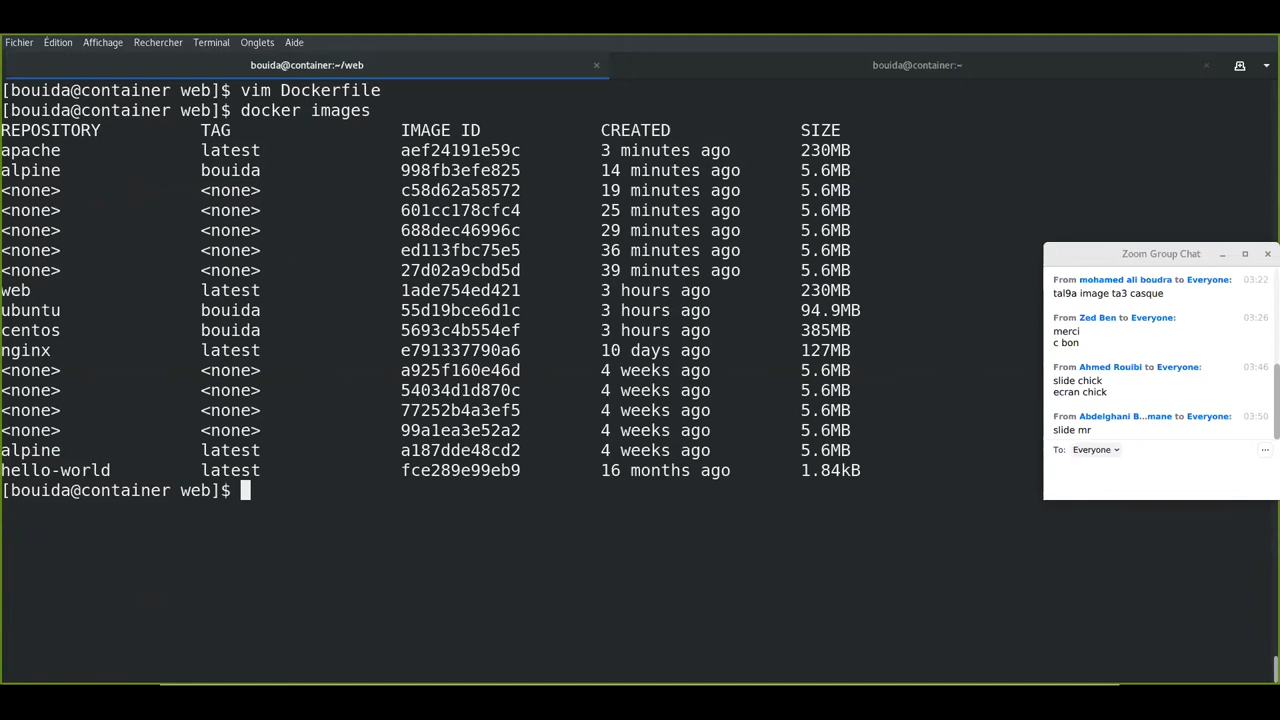 Fichier Édition Affichage Rechercher Terminal Onglets Aide
bouida@container:~/web
bouida@container:~
[bouida@container web]$ vim Dockerfile
[bouida@container web]$ docker images
REPOSITORY TAG IMAGE ID CREATED SIZE
apache latest aef24191e59c 3 minutes ago 230MB
alpine bouida 998fb3efe825 14 minutes ago 5.6MB
<none> <none> c58d62a58572 19 minutes ago 5.6MB
<none> <none> 601cc178cfc4 25 minutes ago 5.6MB
<none> <none> 688dec46996c 29 minutes ago 5.6MB
<none> <none> ed113fbc75e5 36 minutes ago 5.6MB
<none> <none> 27d02a9cbd5d 39 minutes ago 5.6MB
web latest 1ade754ed421 3 hours ago 230MB
ubuntu bouida 55d19bce6d1c 3 hours ago 94.9MB
centos bouida 5693c4b554ef 3 hours ago 385MB
nginx latest e791337790a6 10 days ago 127MB
<none> <none> a925f160e46d 4 weeks ago 5.6MB
<none> <none> 54034d1d870c 4 weeks ago 5.6MB
<none> <none> 77252b4a3ef5 4 weeks ago 5.6MB
<none> <none> 99a1ea3e52a2 4 weeks ago 5.6MB
alpine latest a187dde48cd2 4 weeks ago 5.6MB
hello-world latest fce289e99eb9 16 months ago 1.84kB
[bouida@container web]$
Zoom Group Chat
From mohamed ali boudra to Everyone: 03:22
tal9a image ta3 casque
From Zed Ben to Everyone: 03:26
merci
c bon
From Ahmed Rouibi to Everyone: 03:46
slide chick
ecran chick
From Abdelghani B...mane to Everyone: 03:50
slide mr
To: Everyone